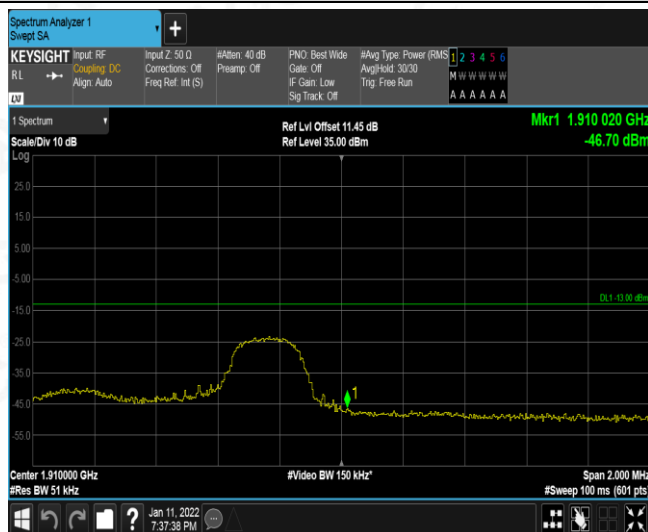 Spectrum Analyzer 1
Swept SA
+
KEYSIGHT
RL
LXI
Input: RF
Coupling: DC
Align: Auto
Input Z: 50 Ω
Corrections: Off
Freq Ref: Int (S)
#Atten: 40 dB
Preamp: Off
PNO: Best Wide
Gate: Off
IF Gain: Low
Sig Track: Off
#Avg Type: Power (RMS
Avg|Hold: 30/30
Trig: Free Run
1 2 3 4 5 6
M W W W W W
A A A A A A
1 Spectrum
Scale/Div 10 dB
Log
Ref Lvl Offset 11.45 dB
Ref Level 35.00 dBm
Mkr1 1.910 020 GHz
-46.70 dBm
25.0
15.0
5.00
-5.00
-15.0
-25.0
-35.0
-45.0
-55.0
DL1 -13.00 dBm
1
Center 1.910000 GHz
#Res BW 51 kHz
#Video BW 150 kHz*
Span 2.000 MHz
#Sweep 100 ms (601 pts)
?
Jan 11, 2022
7:37:38 PM